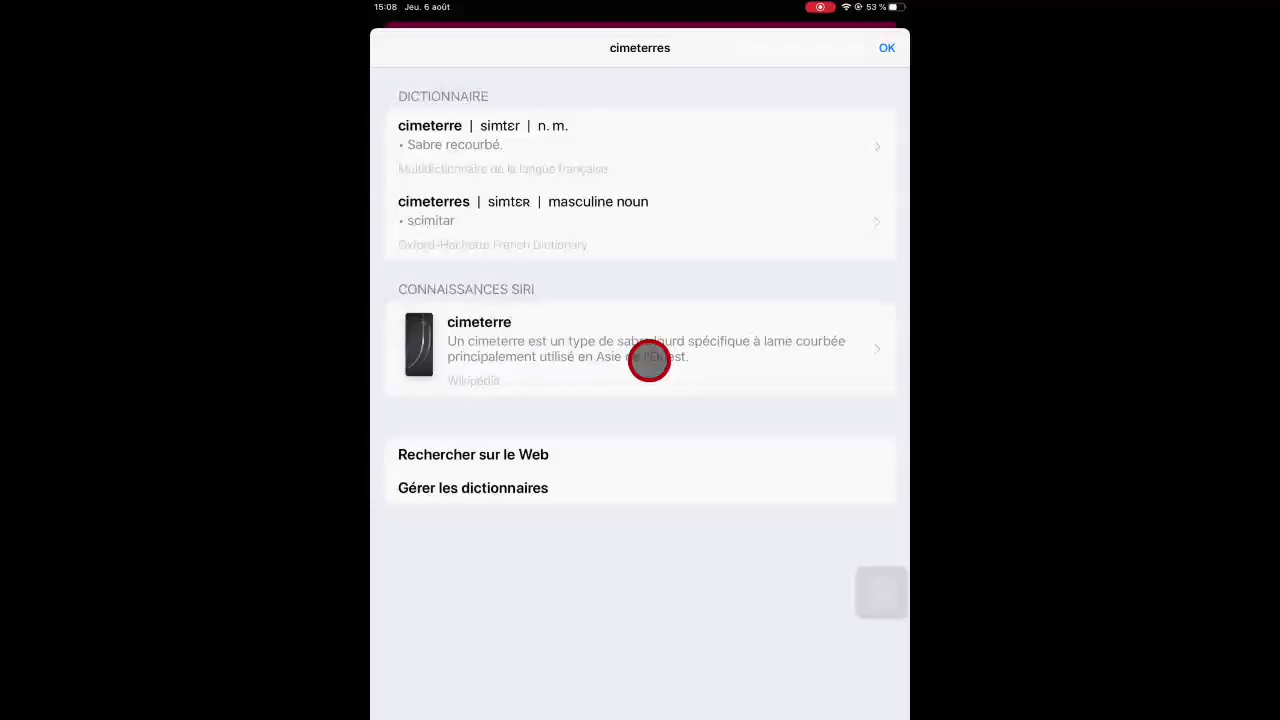 15:08 Jeu. 6 août 53 %
cimeterres OK
DICTIONNAIRE
cimeterre | simtɛr | n. m.
• Sabre recourbé.
Multidictionnaire de la langue française
cimeterres | simtɛʀ | masculine noun
• scimitar
Oxford-Hachette French Dictionary
CONNAISSANCES SIRI
cimeterre
Un cimeterre est un type de sabre lourd spécifique à lame courbée
principalement utilisé en Asie de l'Ouest.
Wikipédia
Rechercher sur le Web
Gérer les dictionnaires